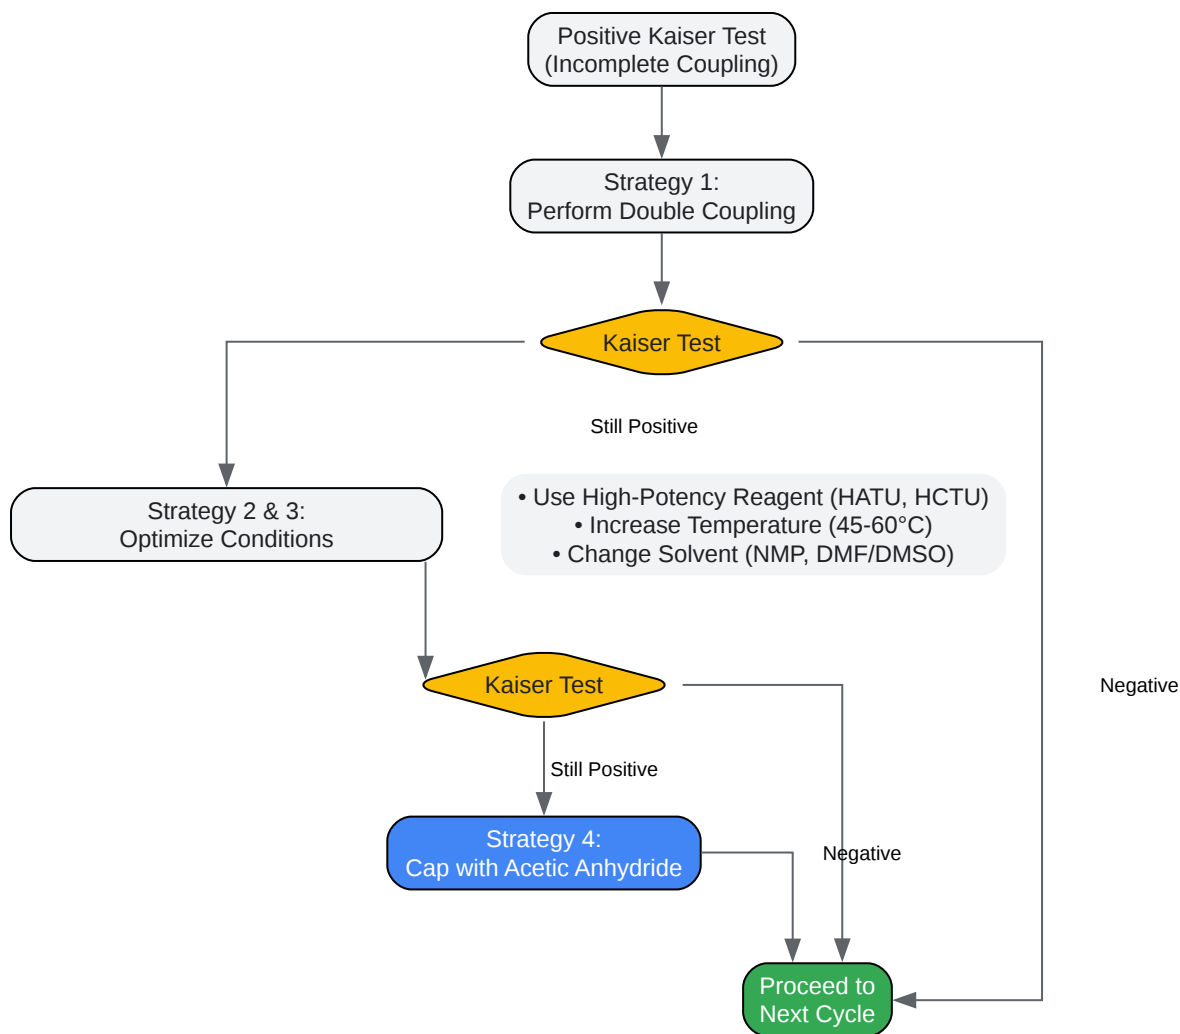 Positive Kaiser Test
(Incomplete Coupling)
Strategy 1:
Perform Double Coupling
Kaiser Test
Still Positive
Strategy 2 & 3:
Optimize Conditions
• Use High-Potency Reagent (HATU, HCTU)
• Increase Temperature (45-60°C)
• Change Solvent (NMP, DMF/DMSO)
Kaiser Test
Negative
Still Positive
Strategy 4:
Cap with Acetic Anhydride
Negative
Proceed to
Next Cycle